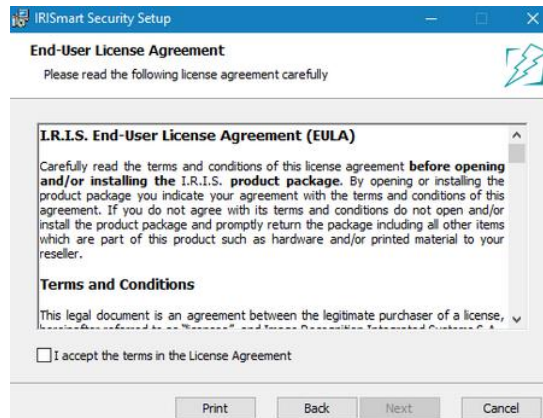 IRISmart Security Setup
End-User License Agreement
Please read the following license agreement carefully
I.R.I.S. End-User License Agreement (EULA)
Carefully read the terms and conditions of this license agreement before opening
and/or installing the I.R.I.S. product package. By opening or installing the
product package you indicate your agreement with the terms and conditions of this
agreement. If you do not agree with its terms and conditions do not open and/or
install the product package and promptly return the package including all other items
which are part of this product such as hardware and/or printed material to your
reseller.
Terms and Conditions
This legal document is an agreement between the legitimate purchaser of a license,
I accept the terms in the License Agreement
Print
Back
Next
Cancel